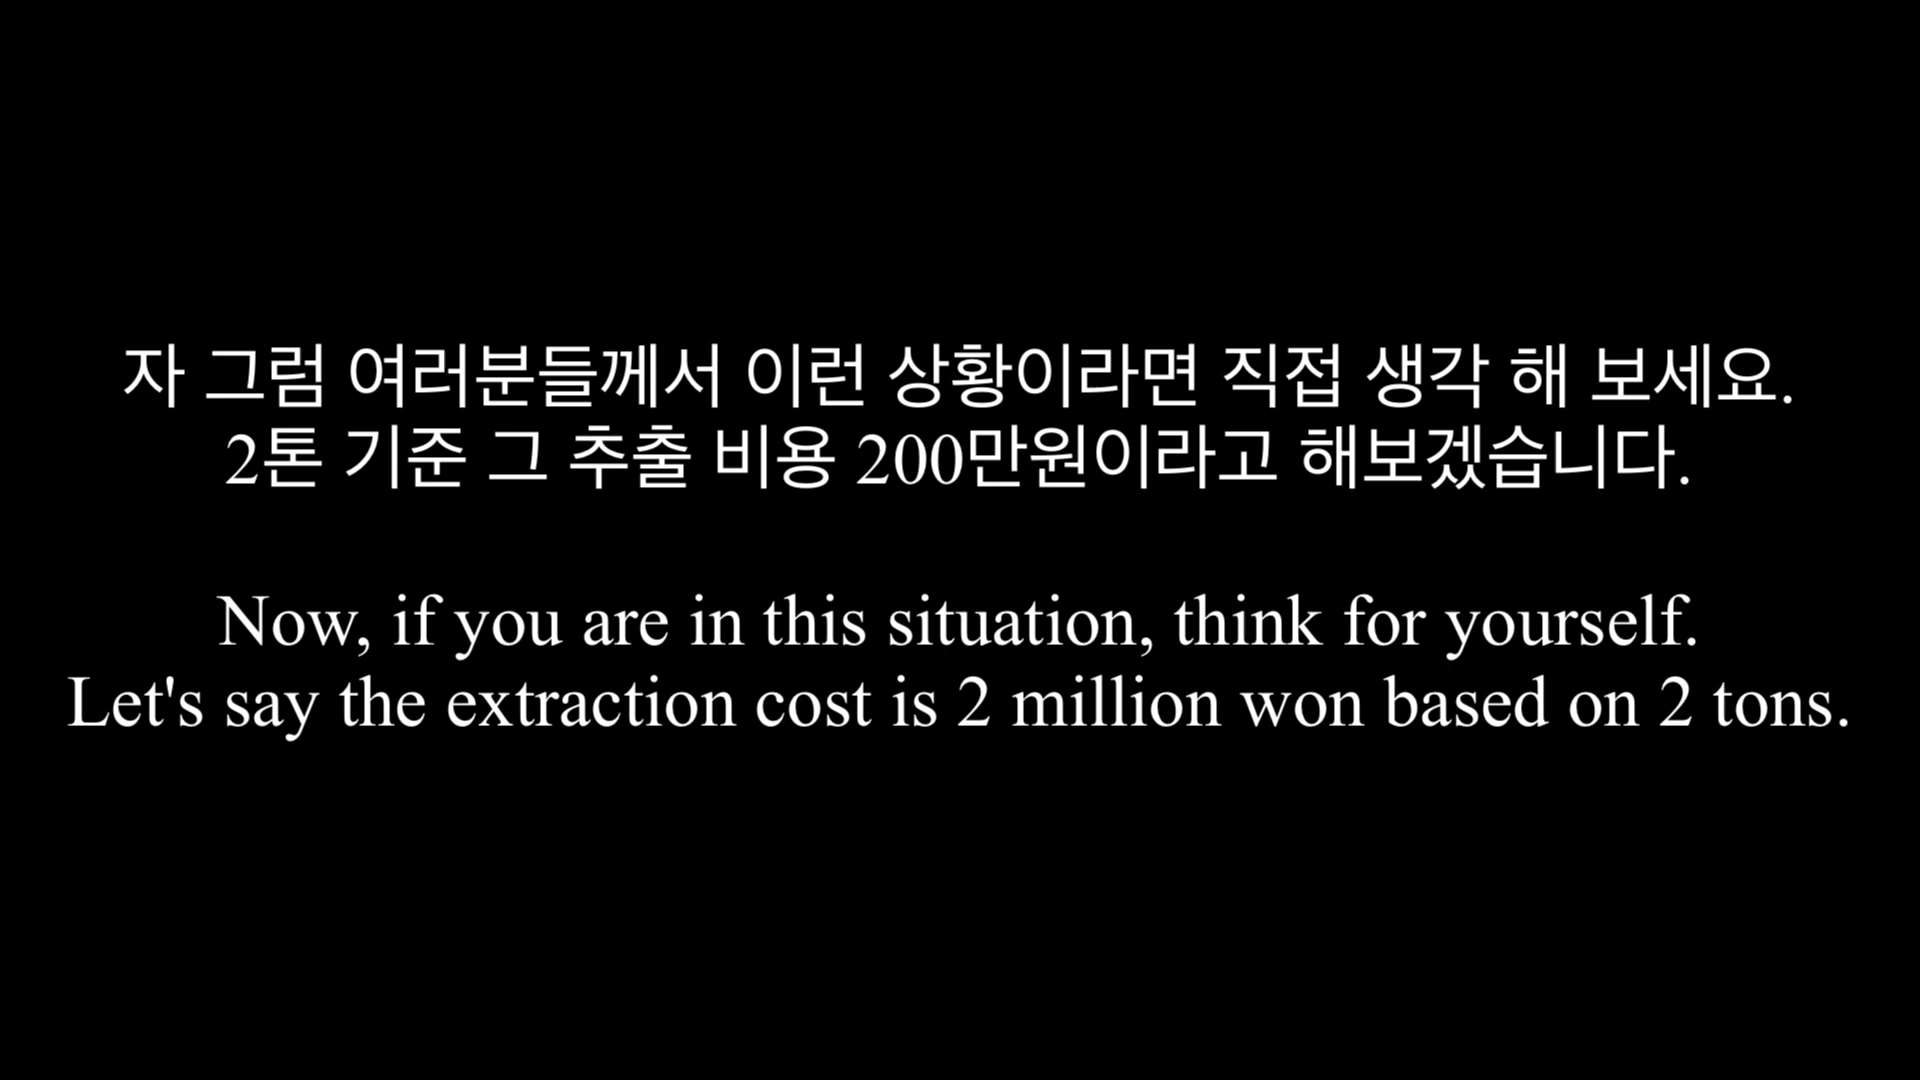 자 그럼 여러분들께서 이런 상황이라면 직접 생각 해 보세요.
2톤 기준 그 추출 비용 200만원이라고 해보겠습니다.
Now, if you are in this situation, think for yourself.
Let's say the extraction cost is 2 million won based on 2 tons.